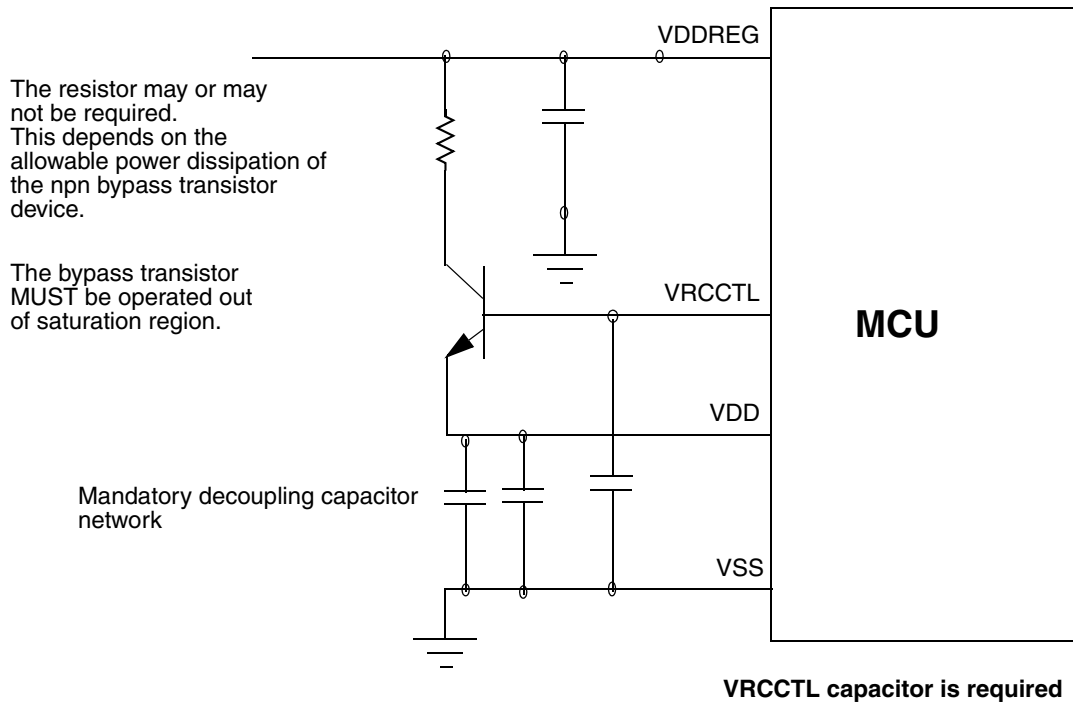 VDDREG
The resistor may or may
not be required.
This depends on the
allowable power dissipation of
the npn bypass transistor
device.
The bypass transistor
MUST be operated out
of saturation region.
VRCCTL
MCU
VDD
Mandatory decoupling capacitor
network
VSS
VRCCTL capacitor is required